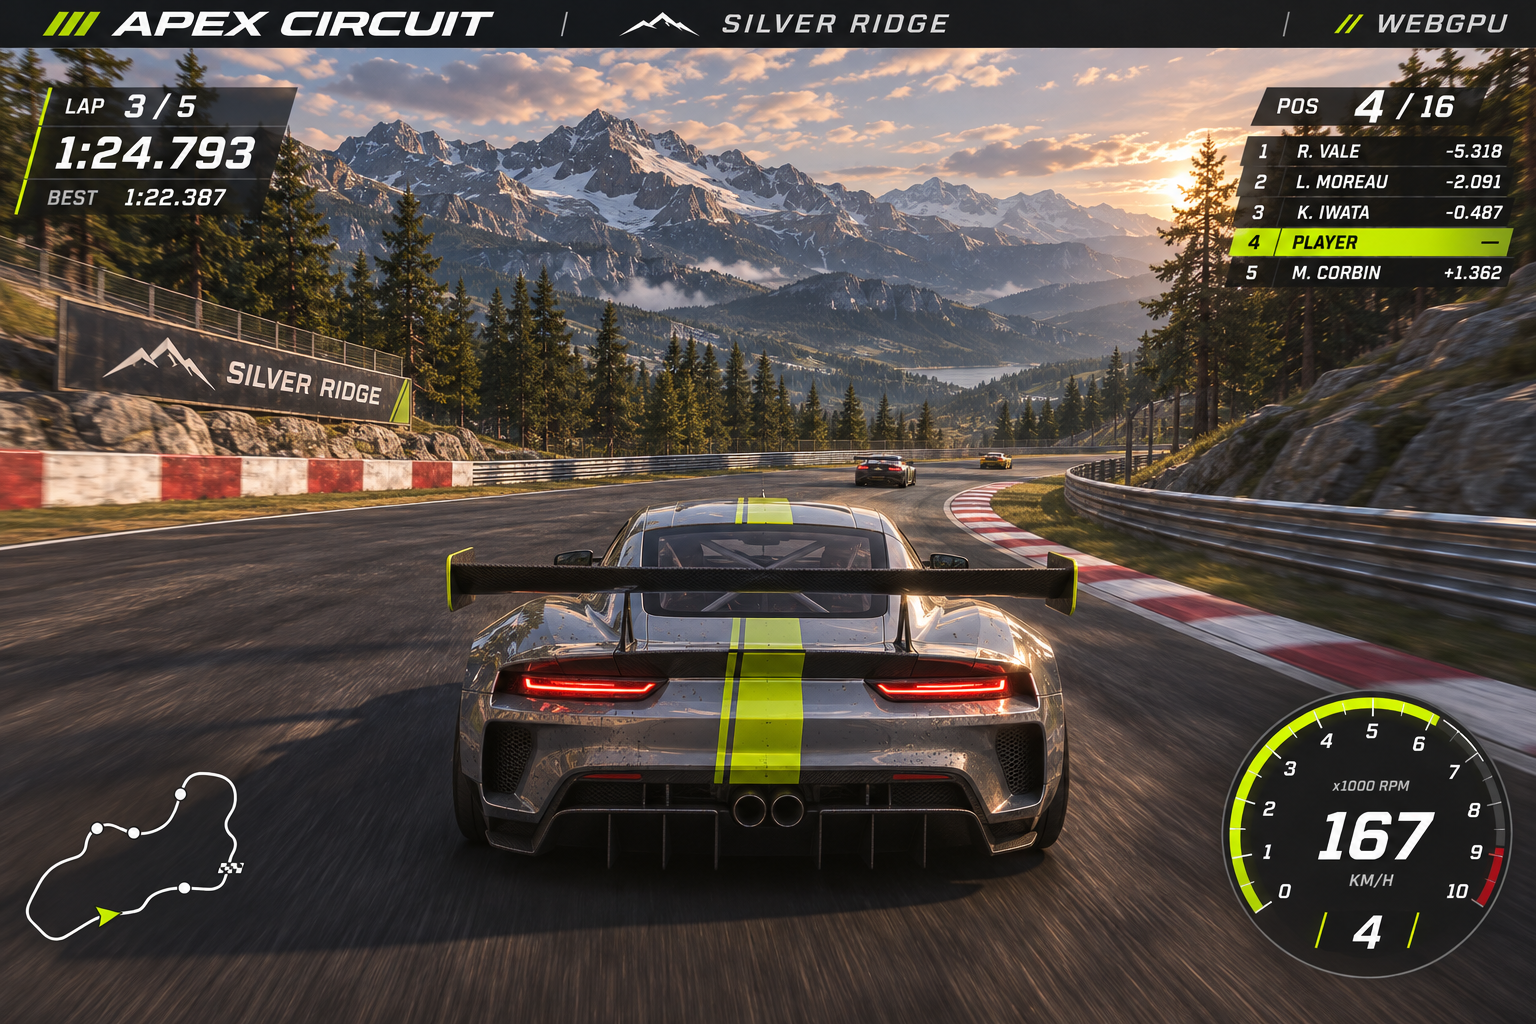 APEX CIRCUIT
SILVER RIDGE
WEBGPU
LAP 3 / 5
1:24.793
BEST 1:22.387
POS 4 / 16
1 R. VALE -5.318
2 L. MOREAU -2.091
3 K. IWATA -0.487
4 PLAYER —
5 M. CORBIN +1.362
SILVER RIDGE
0 1 2 3 4 5 6 7 8 9 10
x1000 RPM
167
KM/H
4